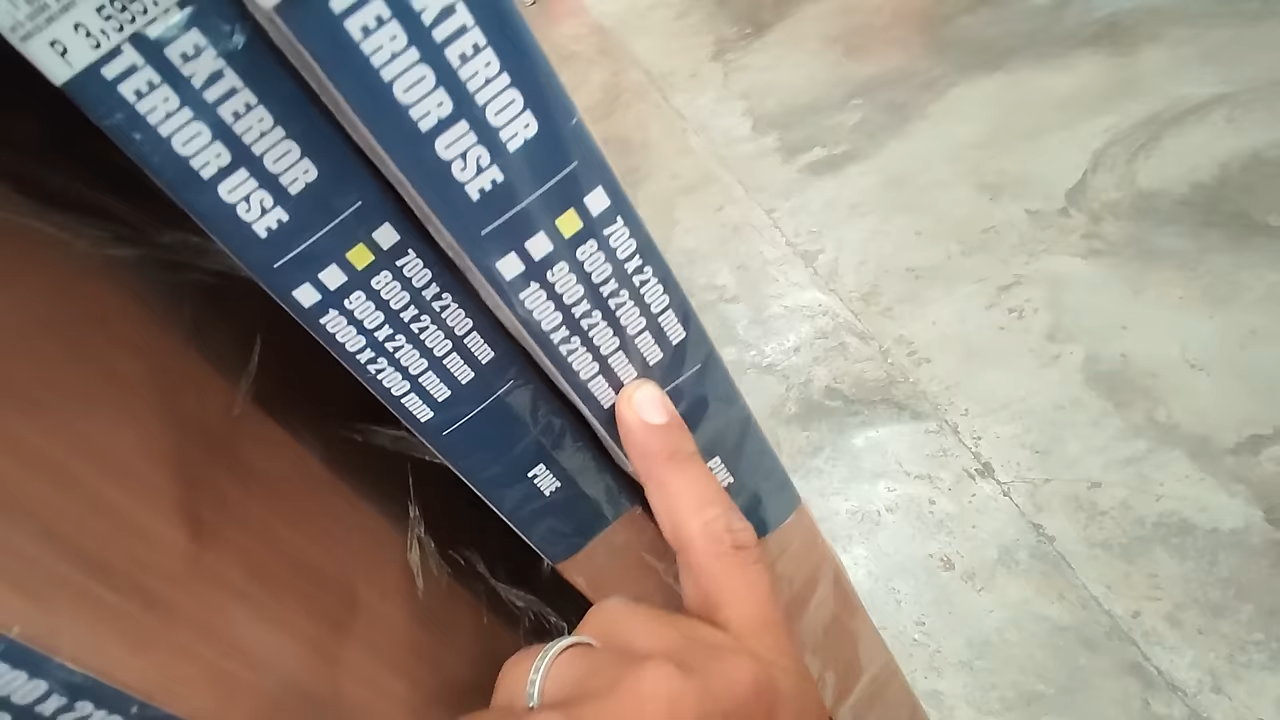 P 3,595
EXTERIOR
TERIOR USE
700 x 2100 mm
800 x 2100 mm
900 x 2100 mm
1000 x 2100 mm
PINE
EXTERIOR
TERIOR USE
700 x 2100 mm
800 x 2100 mm
900 x 2100 mm
1000 x 2100 mm
PINE